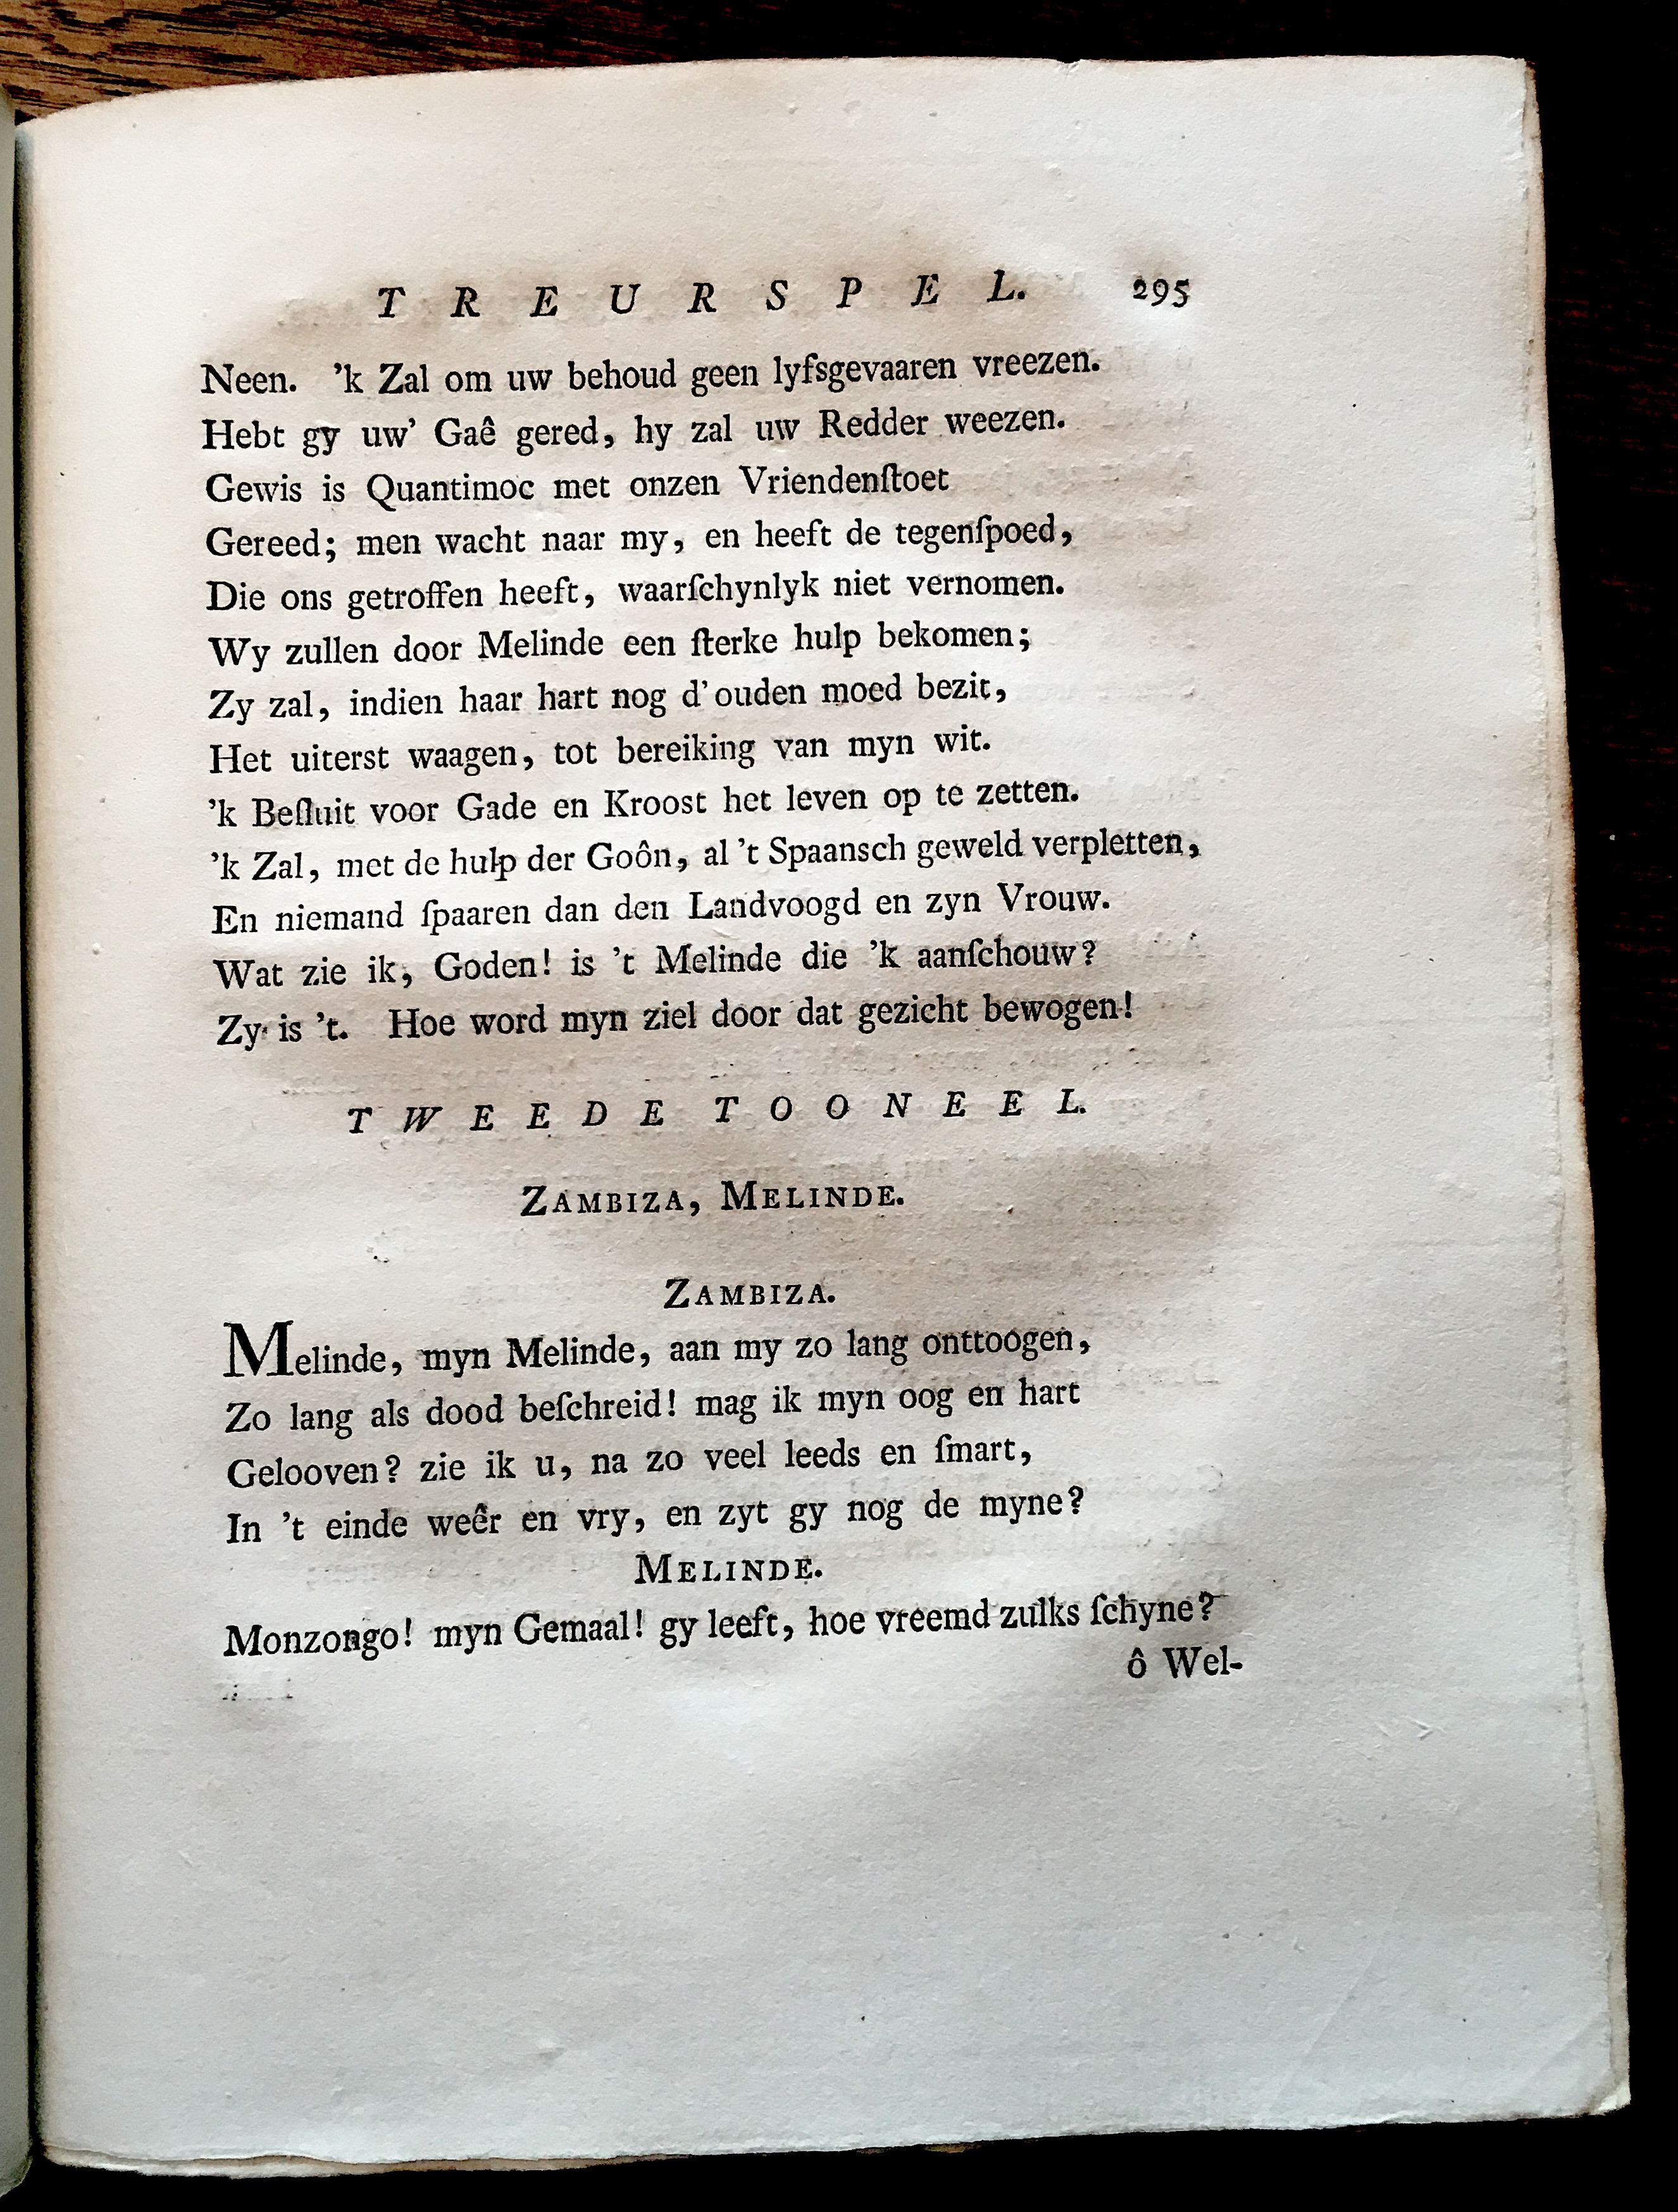 TREURSPEL. 295
Neen. 'k Zal om uw behoud geen lyfsgevaaren vreezen.
Hebt gy uw' Gaê gered, hy zal uw Redder weezen.
Gewis is Quantimoc met onzen Vriendenſtoet
Gereed; men wacht naar my, en heeft de tegenſpoed,
Die ons getroffen heeft, waarſchynlyk niet vernomen.
Wy zullen door Melinde een ſterke hulp bekomen;
Zy zal, indien haar hart nog d'ouden moed bezit,
Het uiterst waagen, tot bereiking van myn wit.
'k Beſluit voor Gade en Kroost het leven op te zetten.
'k Zal, met de hulp der Goôn, al 't Spaansch geweld verpletten,
En niemand ſpaaren dan den Landvoogd en zyn Vrouw.
Wat zie ik, Goden! is 't Melinde die 'k aanſchouw?
Zy is 't. Hoe word myn ziel door dat gezicht bewogen!
TWEEDE TOONEEL.
ZAMBIZA, MELINDE.
ZAMBIZA.
Melinde, myn Melinde, aan my zo lang onttoogen,
Zo lang als dood beſchreid! mag ik myn oog en hart
Gelooven? zie ik u, na zo veel leeds en ſmart,
In 't einde weêr en vry, en zyt gy nog de myne?
MELINDE.
Monzongo! myn Gemaal! gy leeft, hoe vreemd zulks ſchyne?
ô Wel-